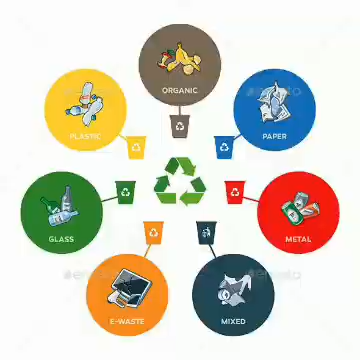 ORGANIC
PLASTIC
PAPER
GLASS
METAL
E-WASTE
MIXED